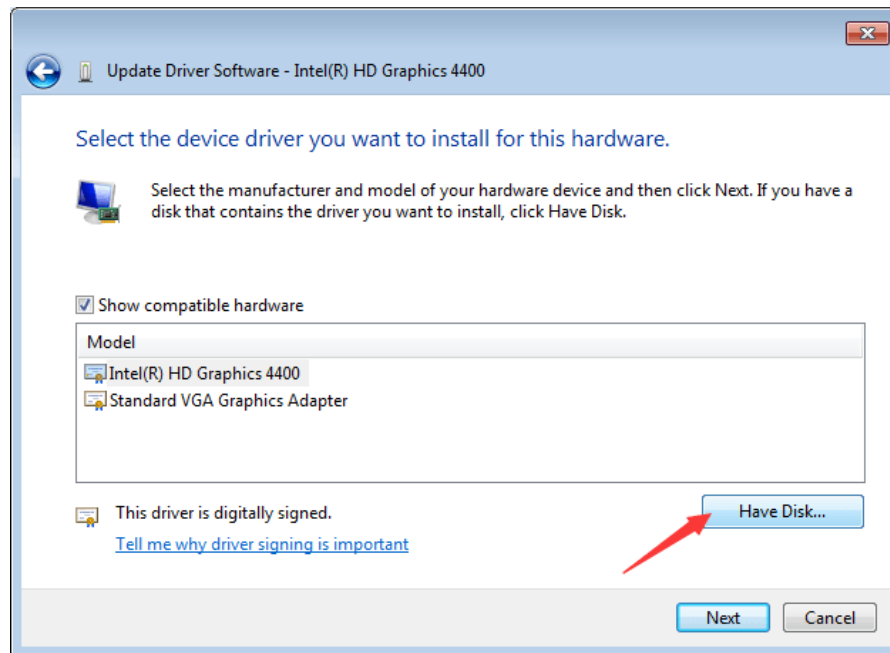 Update Driver Software - Intel(R) HD Graphics 4400
Select the device driver you want to install for this hardware.
Select the manufacturer and model of your hardware device and then click Next. If you have a
disk that contains the driver you want to install, click Have Disk.
Show compatible hardware
Model
Intel(R) HD Graphics 4400
Standard VGA Graphics Adapter
This driver is digitally signed.
Have Disk...
Tell me why driver signing is important
Next
Cancel